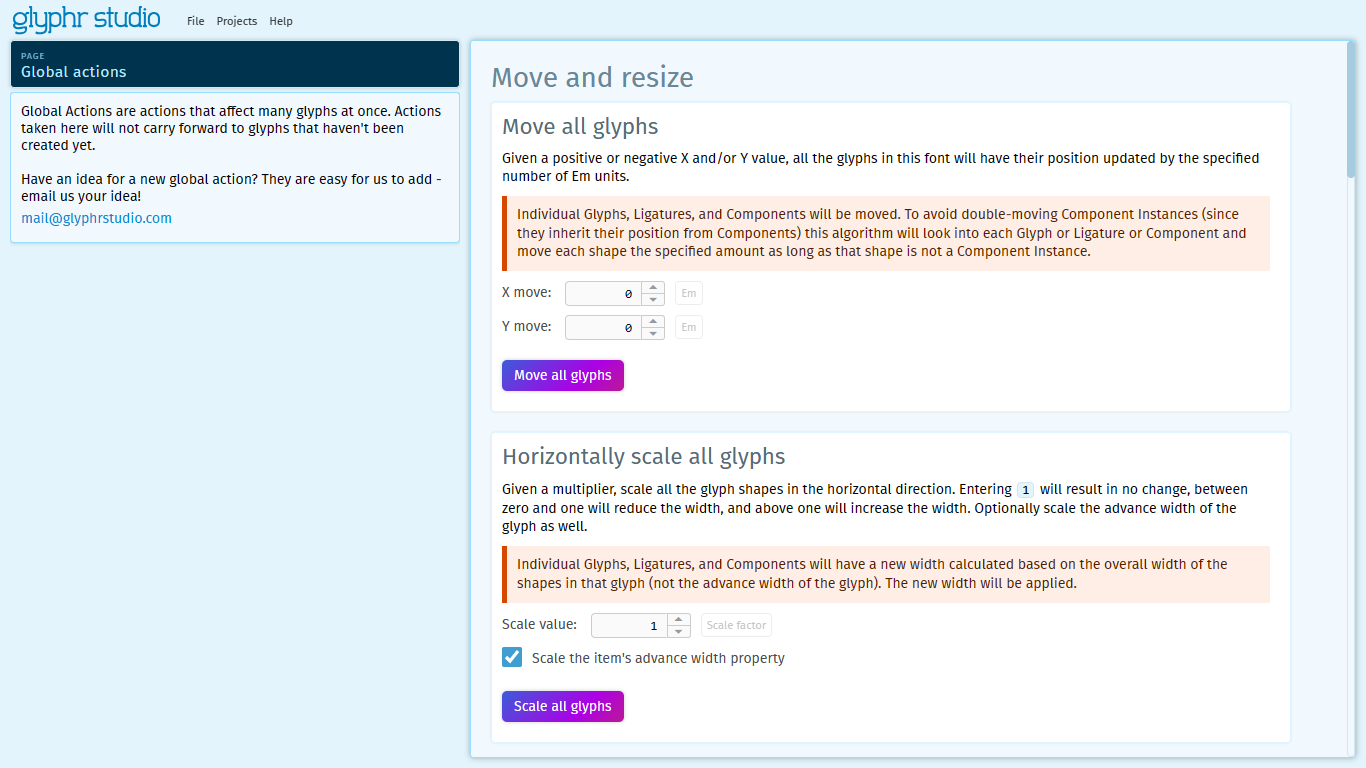 glyphr studio
File Projects Help
PAGE
Global actions
Global Actions are actions that affect many glyphs at once. Actions
taken here will not carry forward to glyphs that haven't been
created yet.
Have an idea for a new global action? They are easy for us to add -
email us your idea!
mail@glyphrstudio.com
Move and resize
Move all glyphs
Given a positive or negative X and/or Y value, all the glyphs in this font will have their position updated by the specified
number of Em units.
Individual Glyphs, Ligatures, and Components will be moved. To avoid double-moving Component Instances (since
they inherit their position from Components) this algorithm will look into each Glyph or Ligature or Component and
move each shape the specified amount as long as that shape is not a Component Instance.
X move: 0 Em
Y move: 0 Em
Move all glyphs
Horizontally scale all glyphs
Given a multiplier, scale all the glyph shapes in the horizontal direction. Entering 1 will result in no change, between
zero and one will reduce the width, and above one will increase the width. Optionally scale the advance width of the
glyph as well.
Individual Glyphs, Ligatures, and Components will have a new width calculated based on the overall width of the
shapes in that glyph (not the advance width of the glyph). The new width will be applied.
Scale value: 1 Scale factor
Scale the item's advance width property
Scale all glyphs